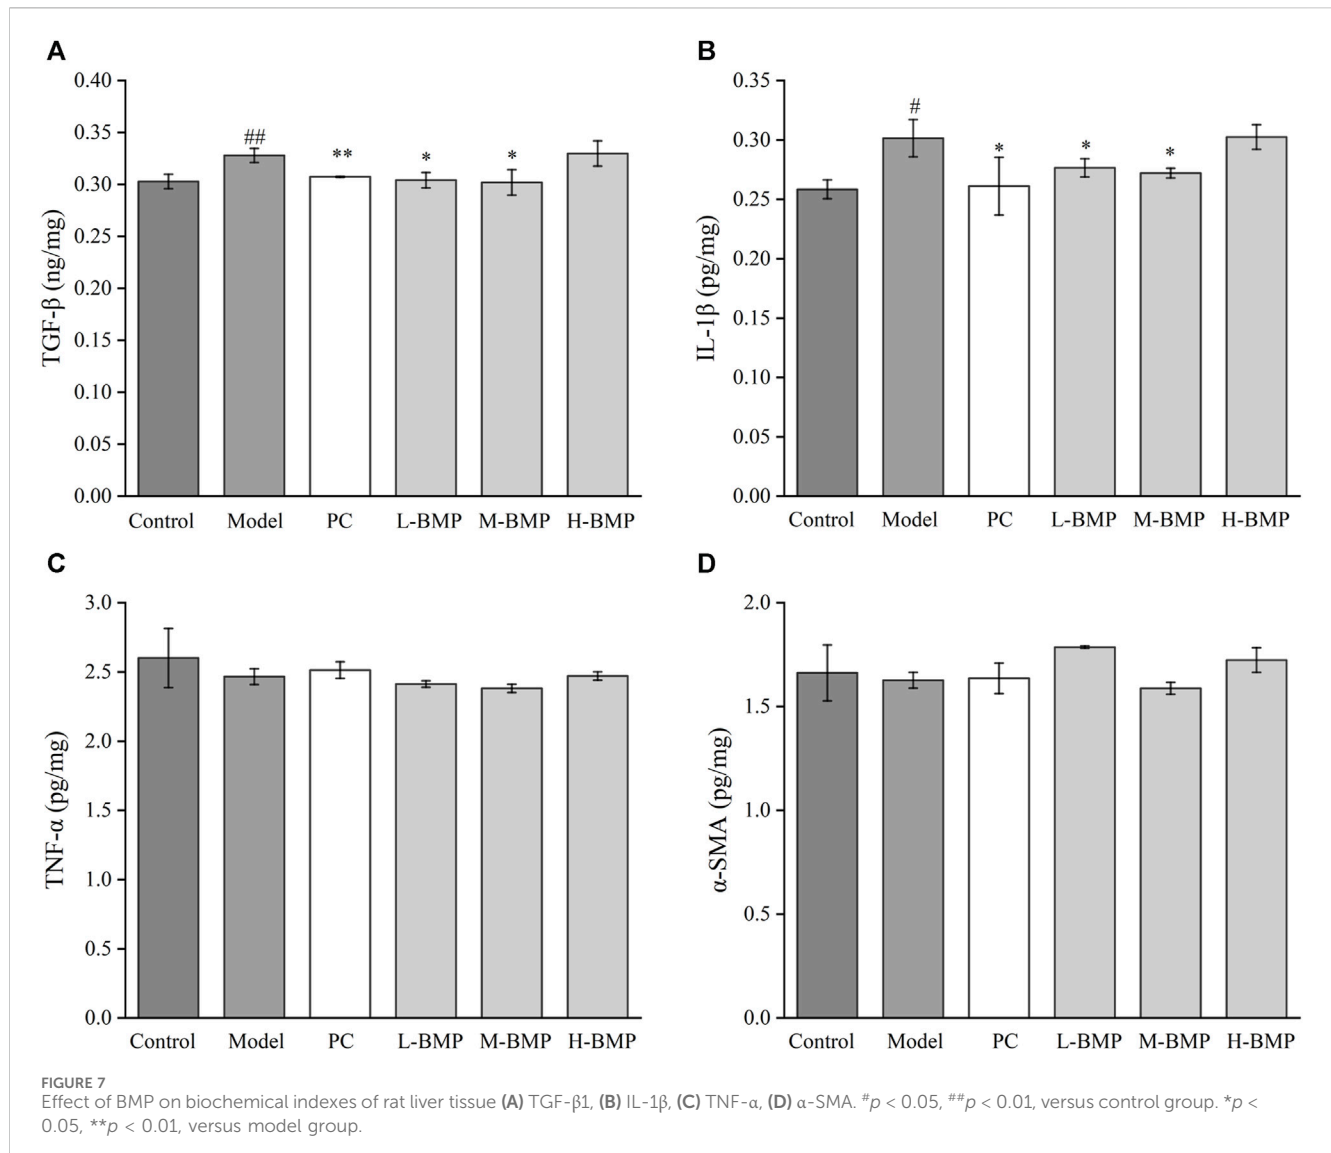 A
0.40
0.35
0.30
0.25
0.20
0.15
0.10
0.05
0.00
TGF-β (ng/mg)
##
**
*
*
Control Model PC L-BMP M-BMP H-BMP
B
0.35
0.30
0.25
0.20
0.15
0.10
0.05
0.00
IL-1β (pg/mg)
#
*
*
*
Control Model PC L-BMP M-BMP H-BMP
C
3.0
2.5
2.0
1.5
1.0
0.5
0.0
TNF-α (pg/mg)
Control Model PC L-BMP M-BMP H-BMP
D
2.0
1.5
1.0
0.5
0.0
α-SMA (pg/mg)
Control Model PC L-BMP M-BMP H-BMP
FIGURE 7
Effect of BMP on biochemical indexes of rat liver tissue (A) TGF-β1, (B) IL-1β, (C) TNF-α, (D) α-SMA. #p < 0.05, ##p < 0.01, versus control group. *p <
0.05, **p < 0.01, versus model group.